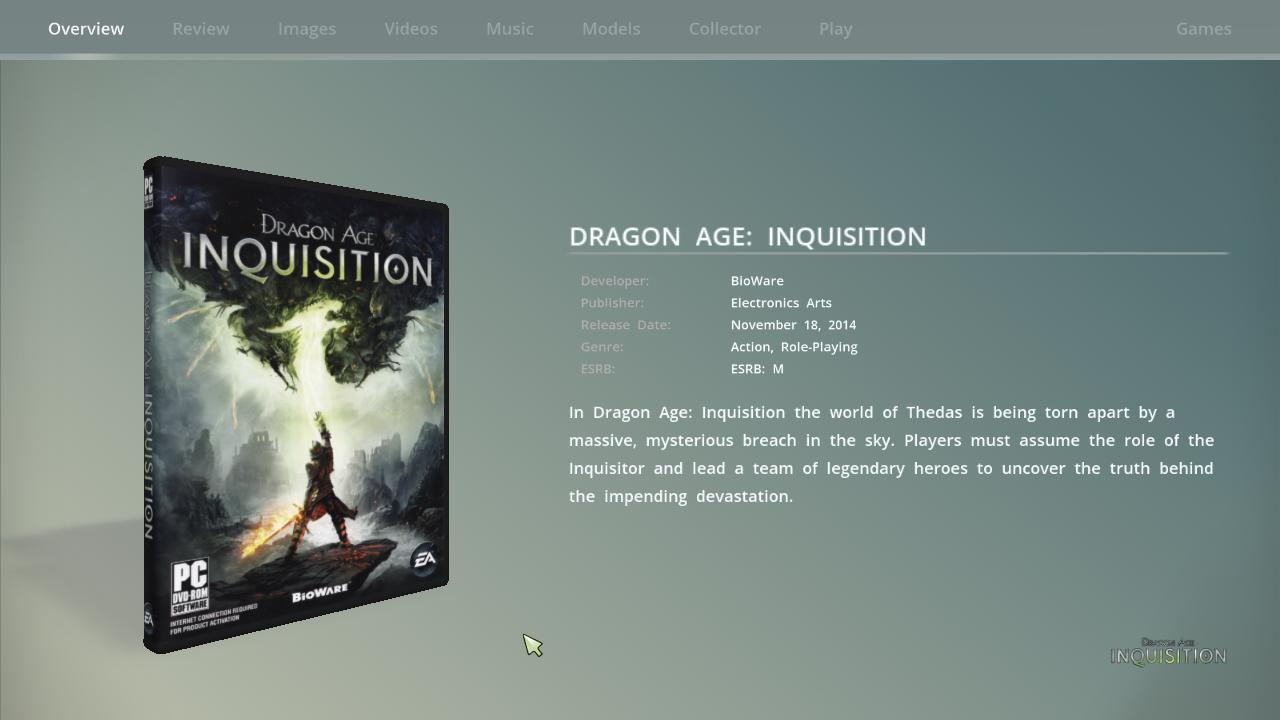 Overview Review Images Videos Music Models Collector Play Games
PC
DRAGON AGE
INQUISITION
DRAGON AGE INQUISITION
PC
DVD-ROM
SOFTWARE
INTERNET CONNECTION REQUIRED
FOR PRODUCT ACTIVATION
BIOWARE
EA
EA
DRAGON AGE: INQUISITION
Developer: BioWare
Publisher: Electronics Arts
Release Date: November 18, 2014
Genre: Action, Role-Playing
ESRB: ESRB: M
In Dragon Age: Inquisition the world of Thedas is being torn apart by a
massive, mysterious breach in the sky. Players must assume the role of the
Inquisitor and lead a team of legendary heroes to uncover the truth behind
the impending devastation.
DRAGON AGE
INQUISITION